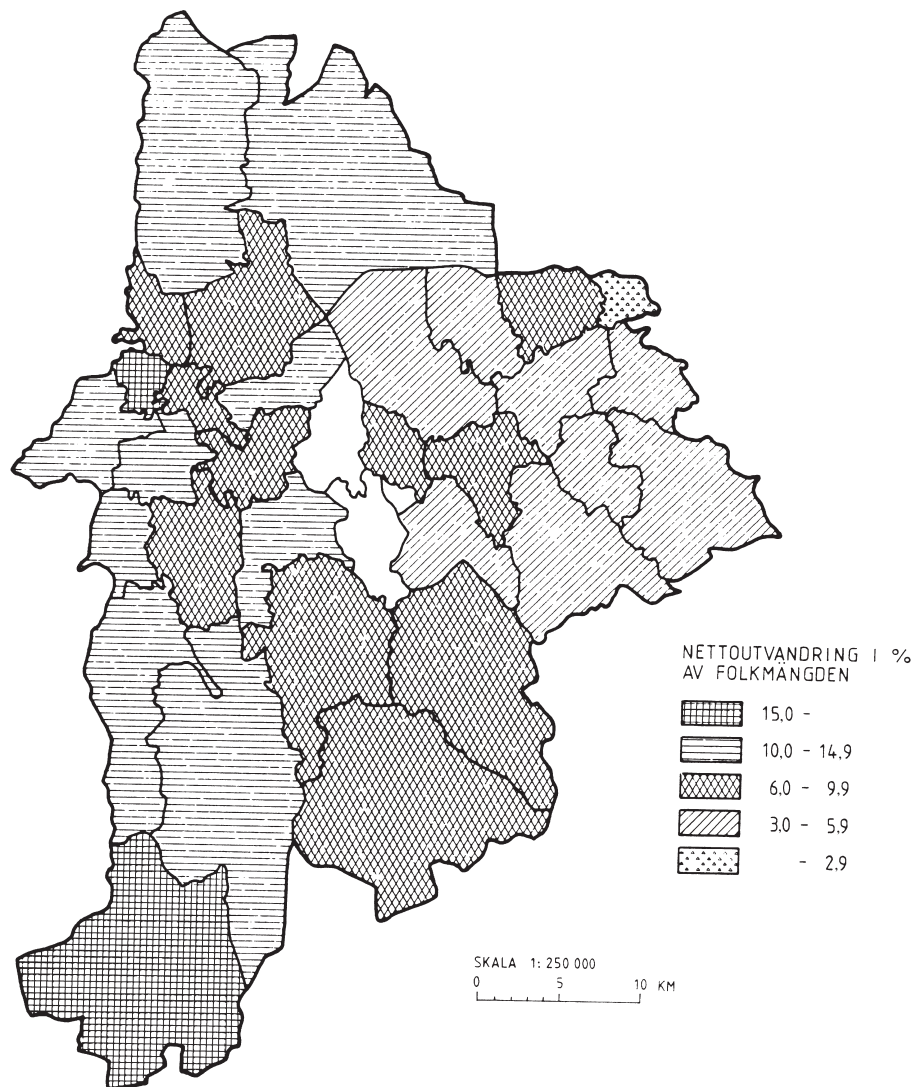 NETTOUTVANDRING I %
AV FOLKMÄNGDEN
15,0 -
10,0 - 14,9
6,0 - 9,9
3,0 - 5,9
- 2,9
SKALA 1: 250 000
0 5 10 KM